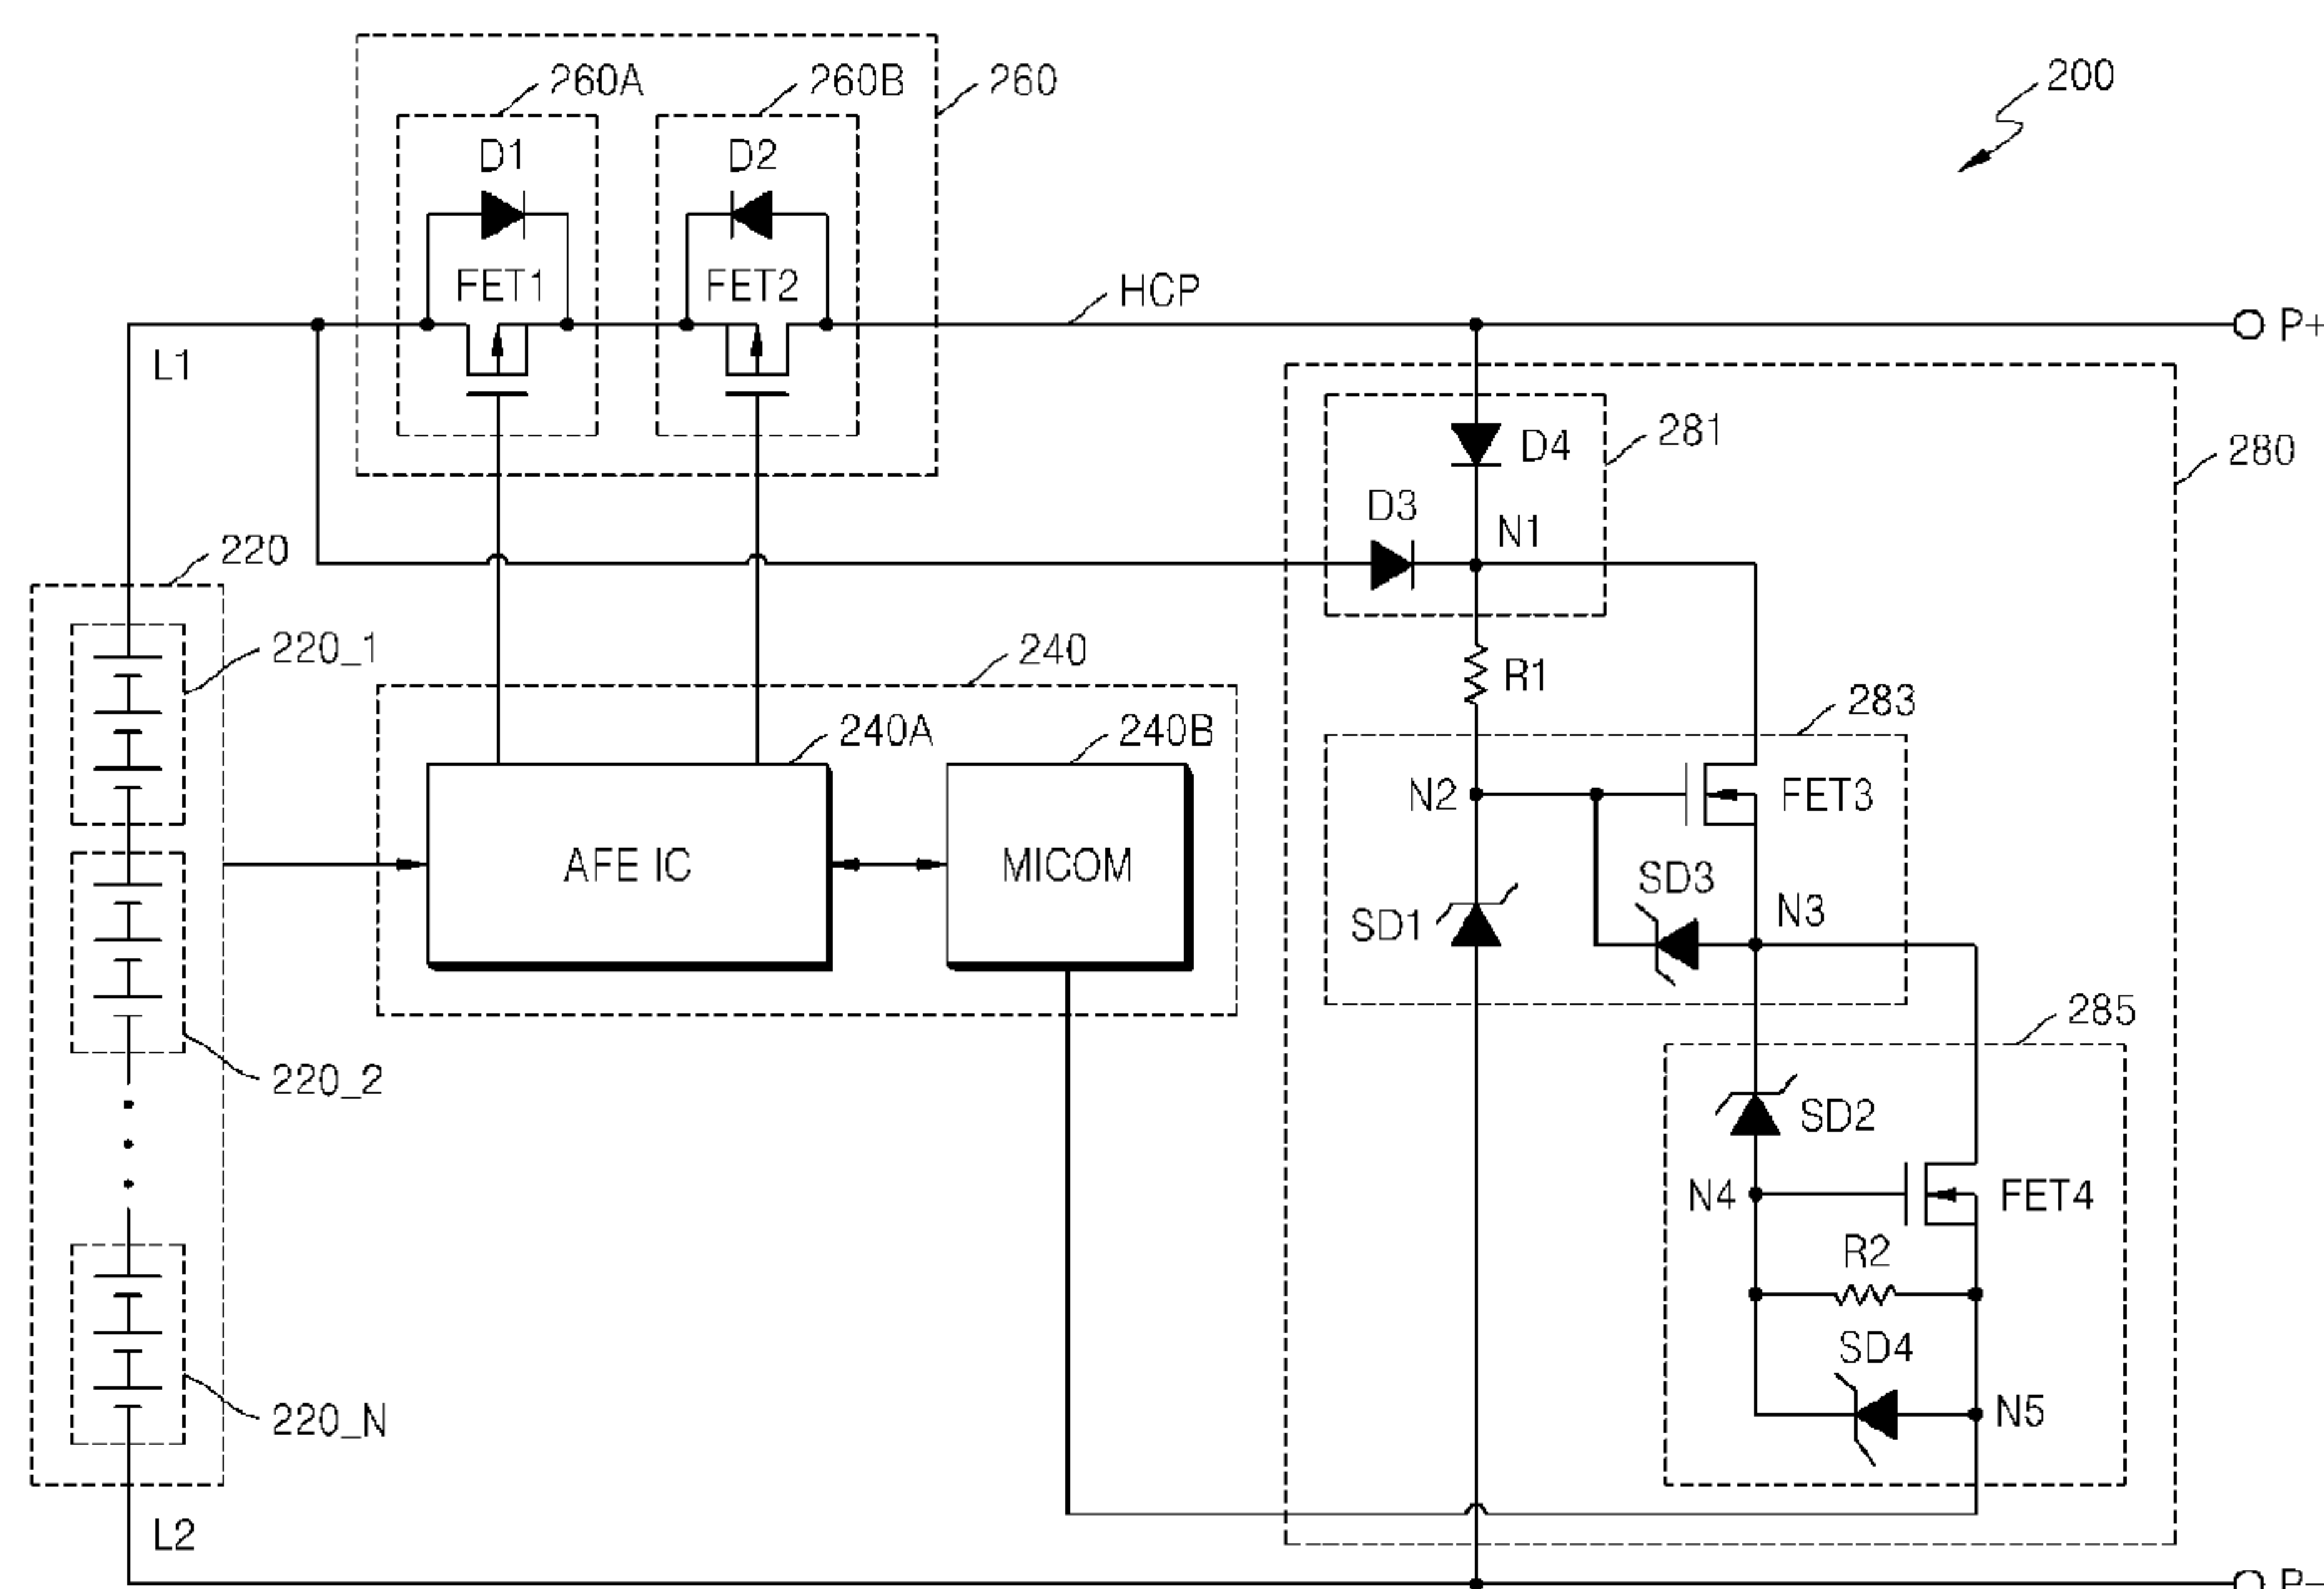 260A
260B
260
200
D1
D2
FET1
FET2
HCP
P+
L1
281
D4
280
D3
N1
220
220_1
240
R1
283
240A
240B
N2
FET3
AFE IC
MICOM
SD3
N3
SD1
285
220_2
SD2
N4
FET4
R2
SD4
220_N
N5
L2
P-